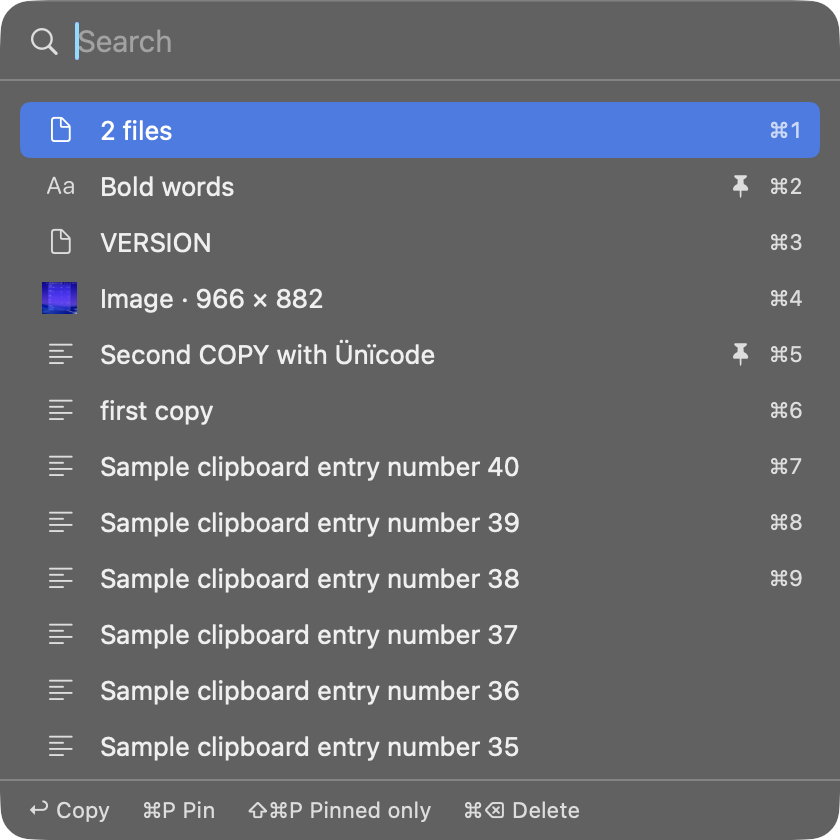 Search
2 files ⌘1
Aa Bold words ⌘2
VERSION ⌘3
Image · 966 × 882 ⌘4
Second COPY with Ünïcode ⌘5
first copy ⌘6
Sample clipboard entry number 40 ⌘7
Sample clipboard entry number 39 ⌘8
Sample clipboard entry number 38 ⌘9
Sample clipboard entry number 37
Sample clipboard entry number 36
Sample clipboard entry number 35
↩ Copy ⌘P Pin ⇧⌘P Pinned only ⌘⌫ Delete